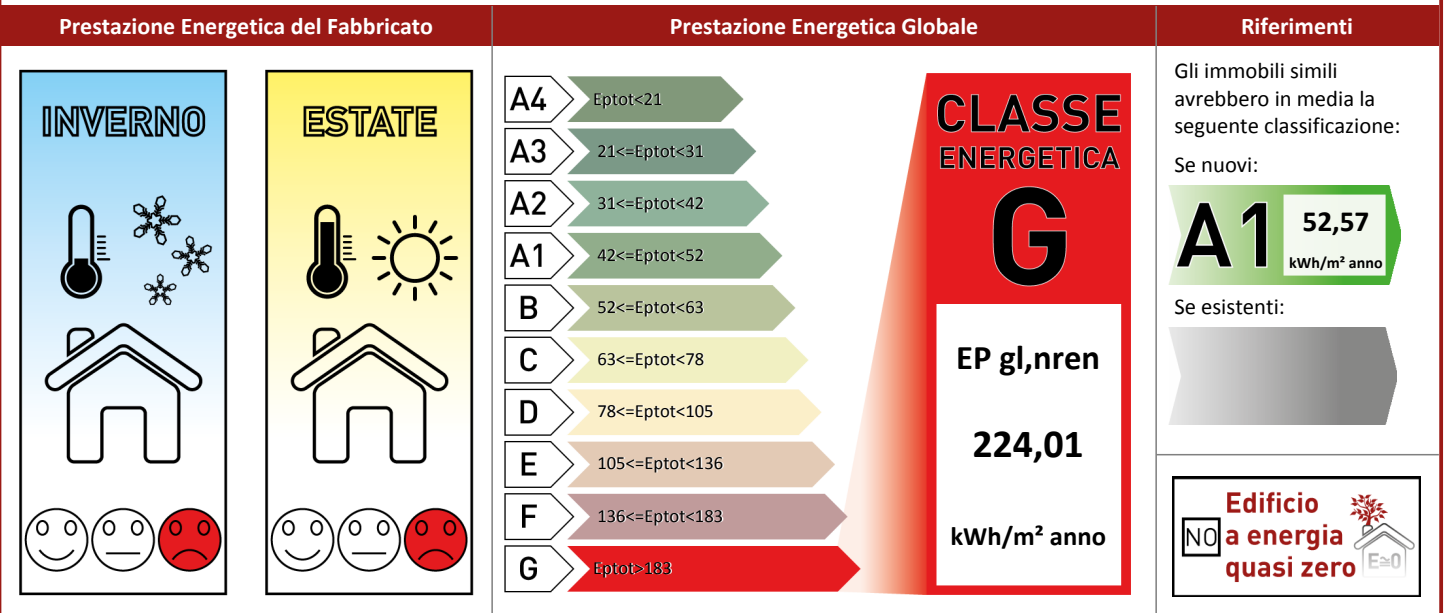 Prestazione Energetica del Fabbricato
Prestazione Energetica Globale
Riferimenti
INVERNO
ESTATE
A4
Eptot<21
A3
21<=Eptot<31
A2
31<=Eptot<42
A1
42<=Eptot<52
B
52<=Eptot<63
C
63<=Eptot<78
D
78<=Eptot<105
E
105<=Eptot<136
F
136<=Eptot<183
G
Eptot>183
CLASSE
ENERGETICA
G
EP gl,nren
224,01
kWh/m² anno
Gli immobili simili
avrebbero in media la
seguente classificazione:
Se nuovi:
A1
52,57
kWh/m² anno
Se esistenti:
Edificio
NO a energia
quasi zero
E≅0